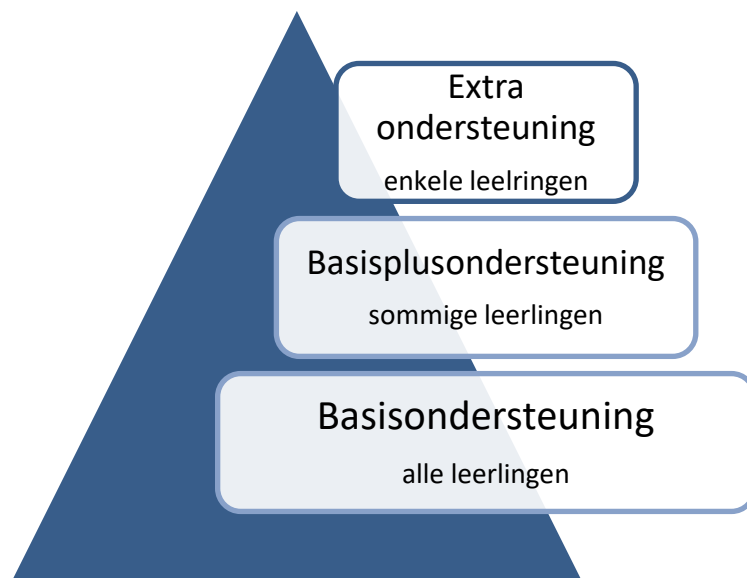 Extra
ondersteuning
enkele leelringen
Basisplusondersteuning
sommige leerlingen
Basisondersteuning
alle leerlingen